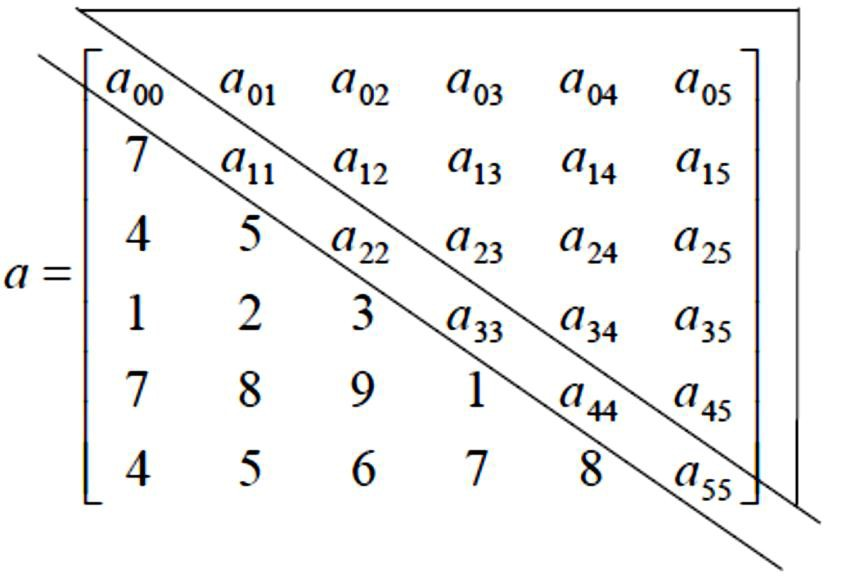 a₀₀ a₀₁ a₀₂ a₀₃ a₀₄ a₀₅
7 a₁₁ a₁₂ a₁₃ a₁₄ a₁₅
4 5 a₂₂ a₂₃ a₂₄ a₂₅
a =
1 2 3 a₃₃ a₃₄ a₃₅
7 8 9 1 a₄₄ a₄₅
4 5 6 7 8 a₅₅